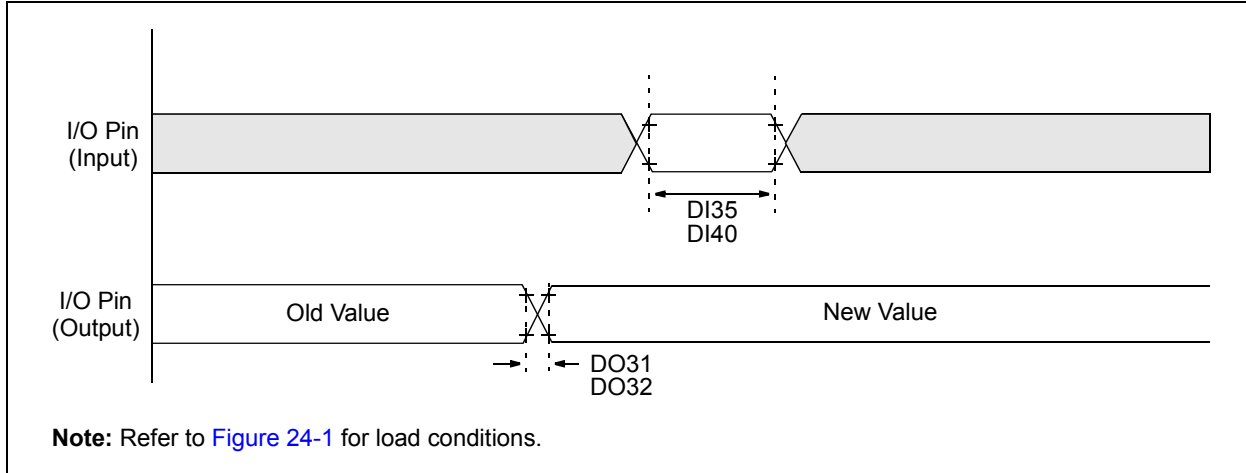 I/O Pin
(Input)
DI35
DI40
I/O Pin
(Output)
Old Value
New Value
DO31
DO32
Note: Refer to Figure 24-1 for load conditions.